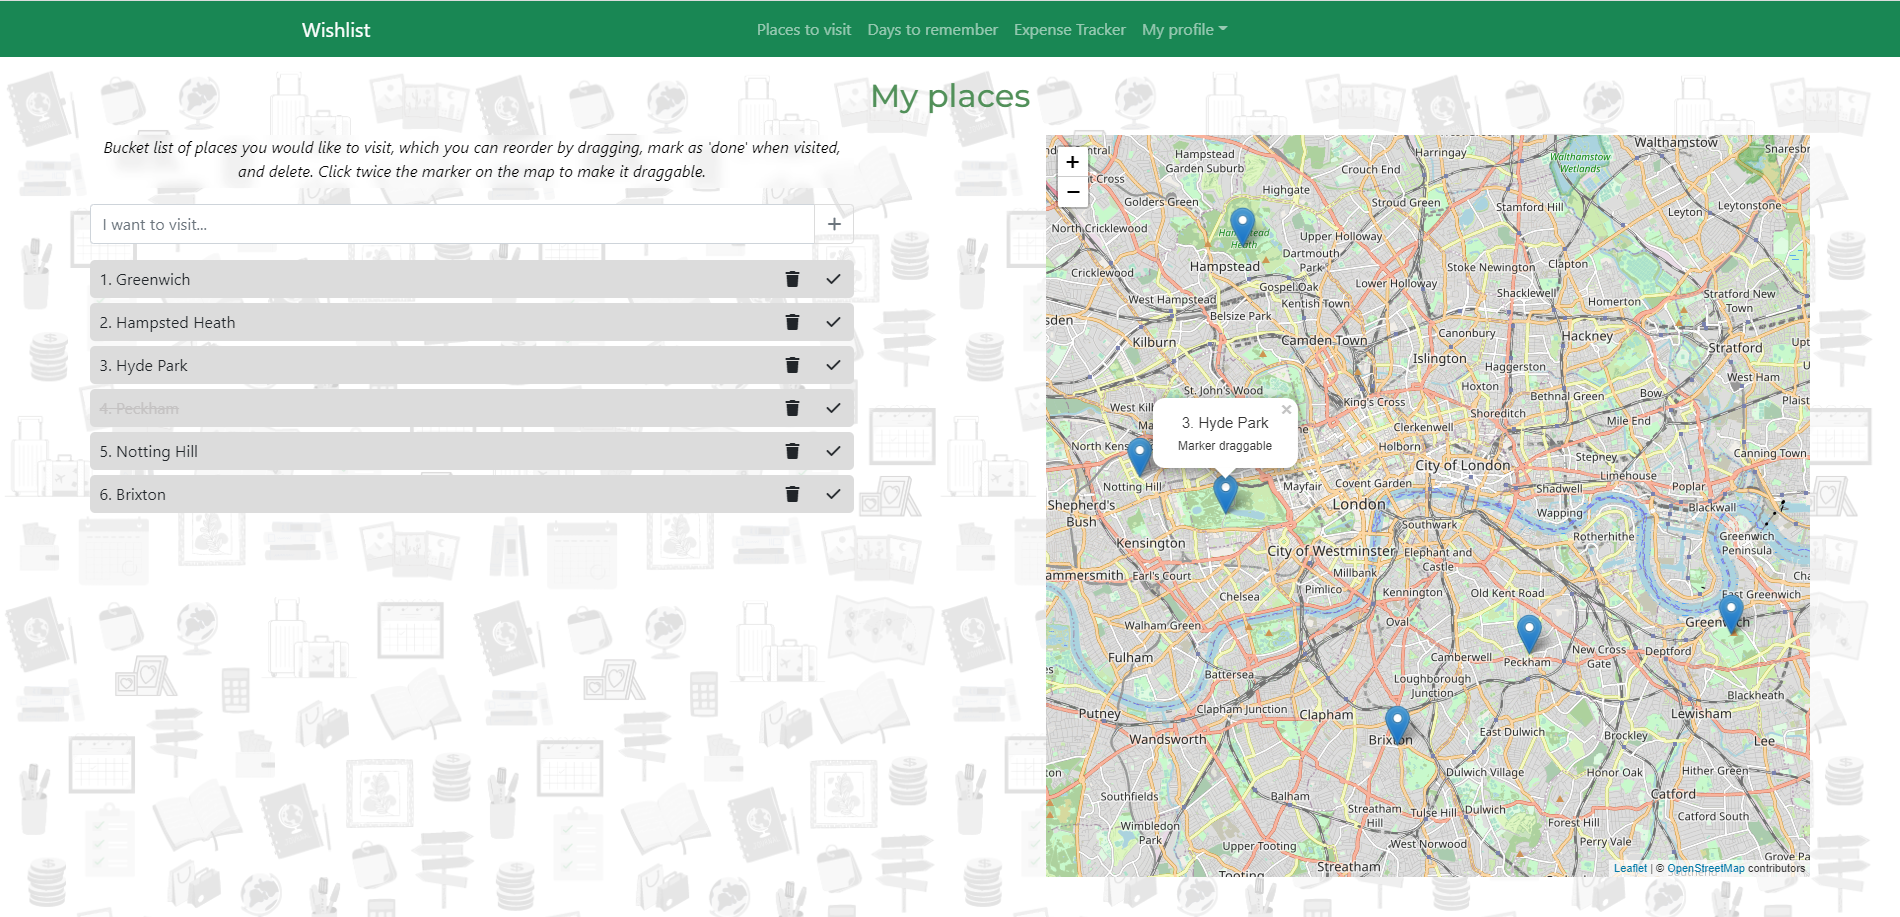 Wishlist
Places to visit
Days to remember
Expense Tracker
My profile
My places
Bucket list of places you would like to visit, which you can reorder by dragging, mark as 'done' when visited,
and delete. Click twice the marker on the map to make it draggable.
I want to visit...
+
1. Greenwich
2. Hampsted Heath
3. Hyde Park
4. Peckham
5. Notting Hill
6. Brixton
+
−
Hampstead
Garden Suburb
Harringay
Walthamstow
Wetlands
Walthamstow
Crouch End
Highgate
Golders Green
Stroud Green
Stamford Hill
Leyton
Leytonstone
North Cricklewood
Upper Holloway
Hampstead
Dartmouth
Park
Cricklewood
Stoke Newington
Clapton
Gospel Oak
Lower Holloway
West Hampstead
Kentish Town
Shacklewell
Homerton
Stratford New
Town
Belsize Park
Kilburn
Camden Town
Canonbury
Hackney
Stratford
Islington
Haggerston
West Ham
St. John's Wood
Hoxton
Bethnal Green
Bow
King's Cross
Shoreditch
Mile End
Clerkenwell
3. Hyde Park
Marker draggable
×
Holborn
City of London
Stepney
Canning Town
Limehouse
Notting Hill
Mayfair
Covent Garden
Shadwell
Poplar
Shepherd's
Bush
London
Wapping
Blackwall
Southwark
Rotherhithe
Greenwich
Peninsula
Kensington
City of Westminster
Elephant and
Castle
Earl's Court
Millbank
Chelsea
Pimlico
Kennington
Old Kent Road
East Greenwich
Walham Green
Oval
Greenwich
Fulham
Camberwell
Peckham
New Cross
Gate
Deptford
Battersea
Loughborough
Junction
Blackheath
Putney
Clapham Junction
Clapham
Lewisham
Wandsworth
Brixton
East Dulwich
Brockley
Lee
Dulwich Village
Honor Oak
Hither Green
Southfields
Balham
Streatham
Hill
Tulse Hill
Dulwich
Catford
Wimbledon
Park
Forest Hill
Catford South
Upper Tooting
West Norwood
Perry Vale
Streatham
Tooting
Leaflet | © OpenStreetMap contributors